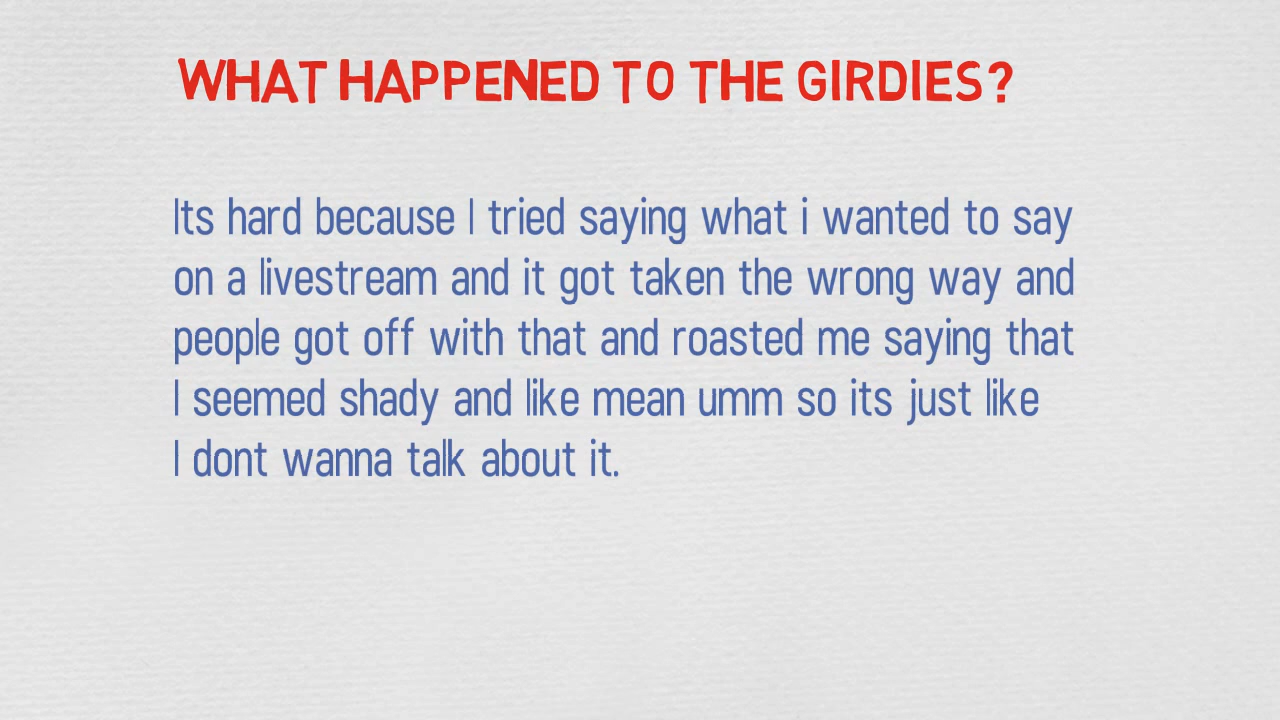 WHAT HAPPENED TO THE GIRDIES?
Its hard because I tried saying what i wanted to say
on a livestream and it got taken the wrong way and
people got off with that and roasted me saying that
I seemed shady and like mean umm so its just like
I dont wanna talk about it.